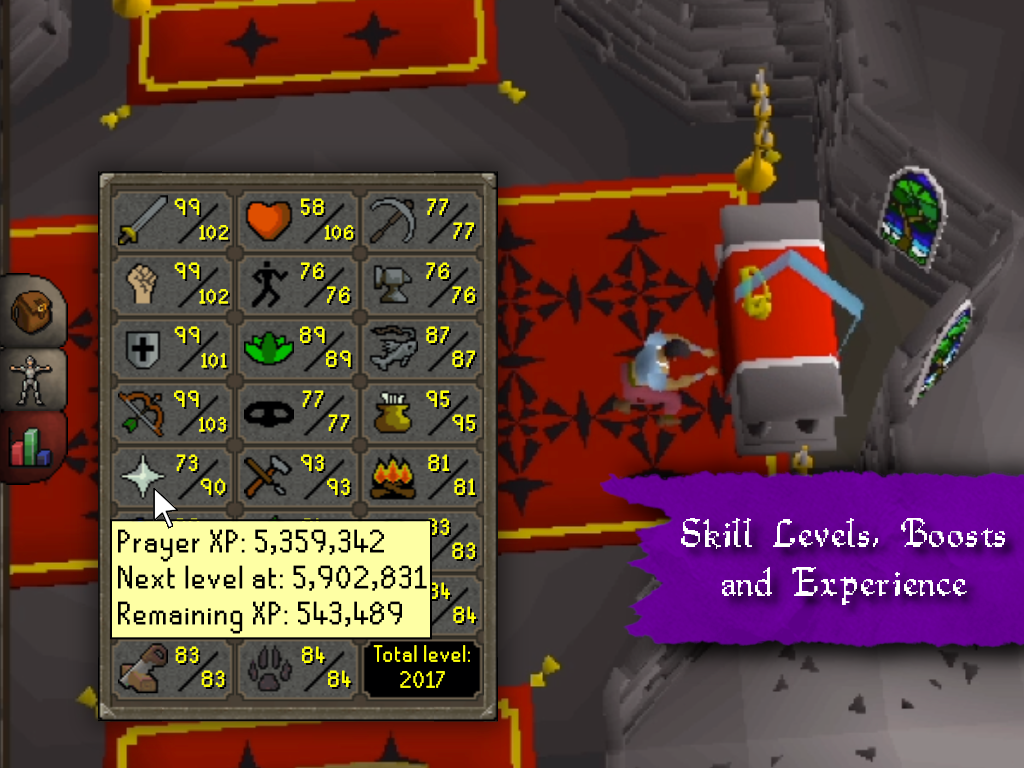 99/102 58/106 77/77
99/102 76/76 76/76
99/101 89/89 87/87
99/103 77/77 95/95
73/90 93/93 81/81
Prayer XP: 5,359,342
Next level at: 5,902,831
Remaining XP: 543,489
83
84
83/83 84/84 Total level:
2017
Skill Levels, Boosts
and Experience